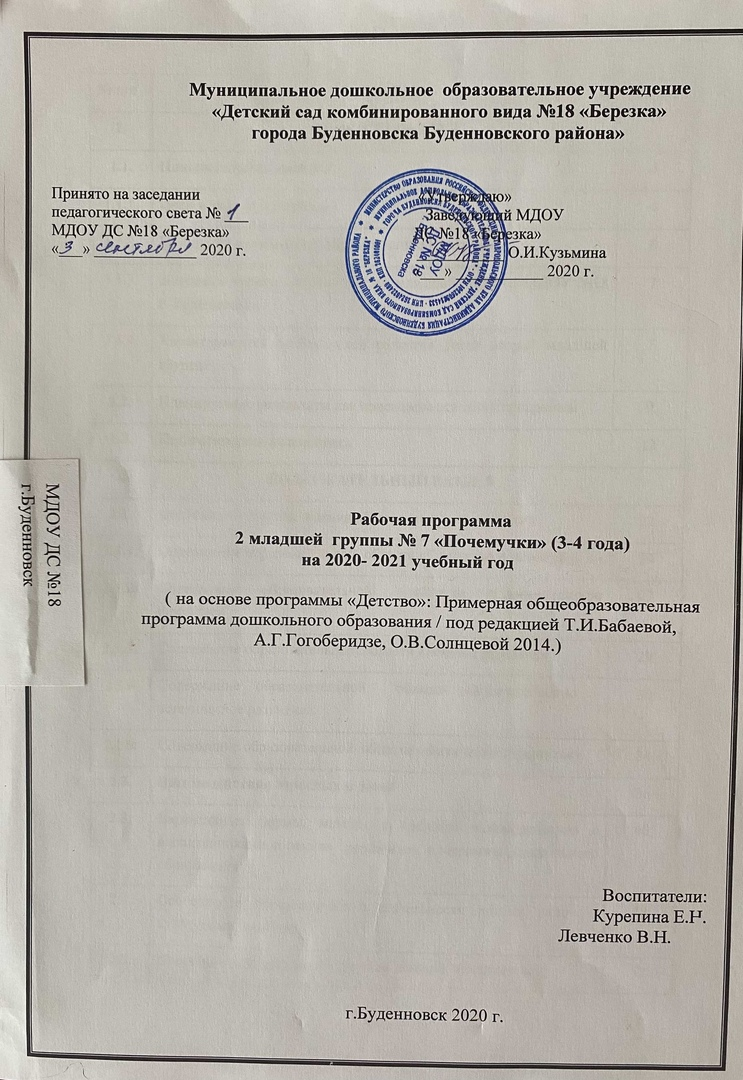 Муниципальное дошкольное образовательное учреждение
«Детский сад комбинированного вида №18 «Березка»
города Буденновска Буденновского района»
Принято на заседании
педагогического света № 1
МДОУ ДС №18 «Березка»
«3» сентября 2020 г.
«Утверждаю»
Заведующий МДОУ
ДС №18 «Березка»
О.И.Кузьмина
» 2020 г.
МДОУ
ДС № 18
МДОУ ДС №18
г.Буденновск
Рабочая программа
2 младшей группы № 7 «Почемучки» (3-4 года)
на 2020- 2021 учебный год
( на основе программы «Детство»: Примерная общеобразовательная
программа дошкольного образования / под редакцией Т.И.Бабаевой,
А.Г.Гогоберидзе, О.В.Солнцевой 2014.)
Воспитатели:
Курепина Е.Н.
Левченко В.Н.
г.Буденновск 2020 г.